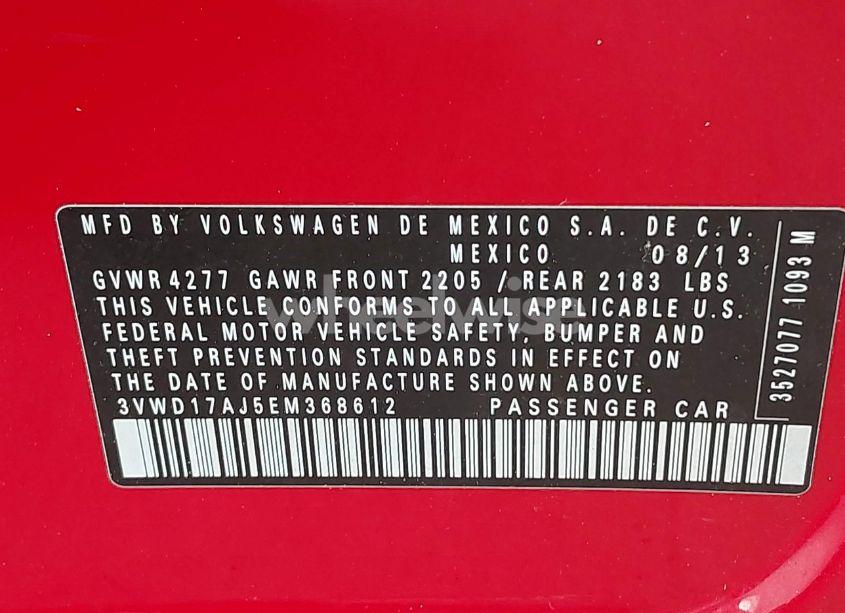 MFD BY VOLKSWAGEN DE MEXICO S.A. DE C.V.
MEXICO 08/13
GVWR 4277 GAWR FRONT 2205 / REAR 2183 LBS
THIS VEHICLE CONFORMS TO ALL APPLICABLE U.S.
FEDERAL MOTOR VEHICLE SAFETY, BUMPER AND
THEFT PREVENTION STANDARDS IN EFFECT ON
THE DATE OF MANUFACTURE SHOWN ABOVE.
3VWD17AJ5EM368612 PASSENGER CAR
3527077 1093 M
wheelwise